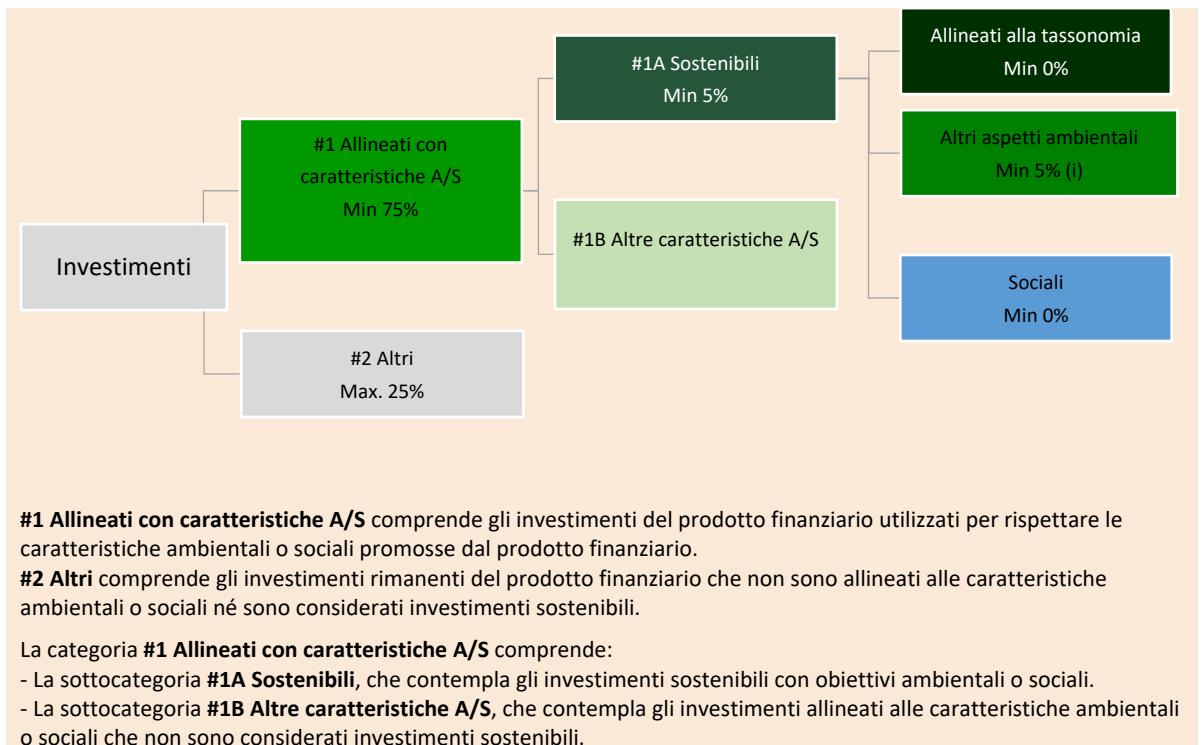 Investimenti
#1 Allineati con
caratteristiche A/S
Min 75%
#2 Altri
Max. 25%
#1A Sostenibili
Min 5%
#1B Altre caratteristiche A/S
Allineati alla tassonomia
Min 0%
Altri aspetti ambientali
Min 5% (i)
Sociali
Min 0%
#1 Allineati con caratteristiche A/S comprende gli investimenti del prodotto finanziario utilizzati per rispettare le
caratteristiche ambientali o sociali promosse dal prodotto finanziario.
#2 Altri comprende gli investimenti rimanenti del prodotto finanziario che non sono allineati alle caratteristiche
ambientali o sociali né sono considerati investimenti sostenibili.
La categoria #1 Allineati con caratteristiche A/S comprende:
- La sottocategoria #1A Sostenibili, che contempla gli investimenti sostenibili con obiettivi ambientali o sociali.
- La sottocategoria #1B Altre caratteristiche A/S, che contempla gli investimenti allineati alle caratteristiche ambientali
o sociali che non sono considerati investimenti sostenibili.